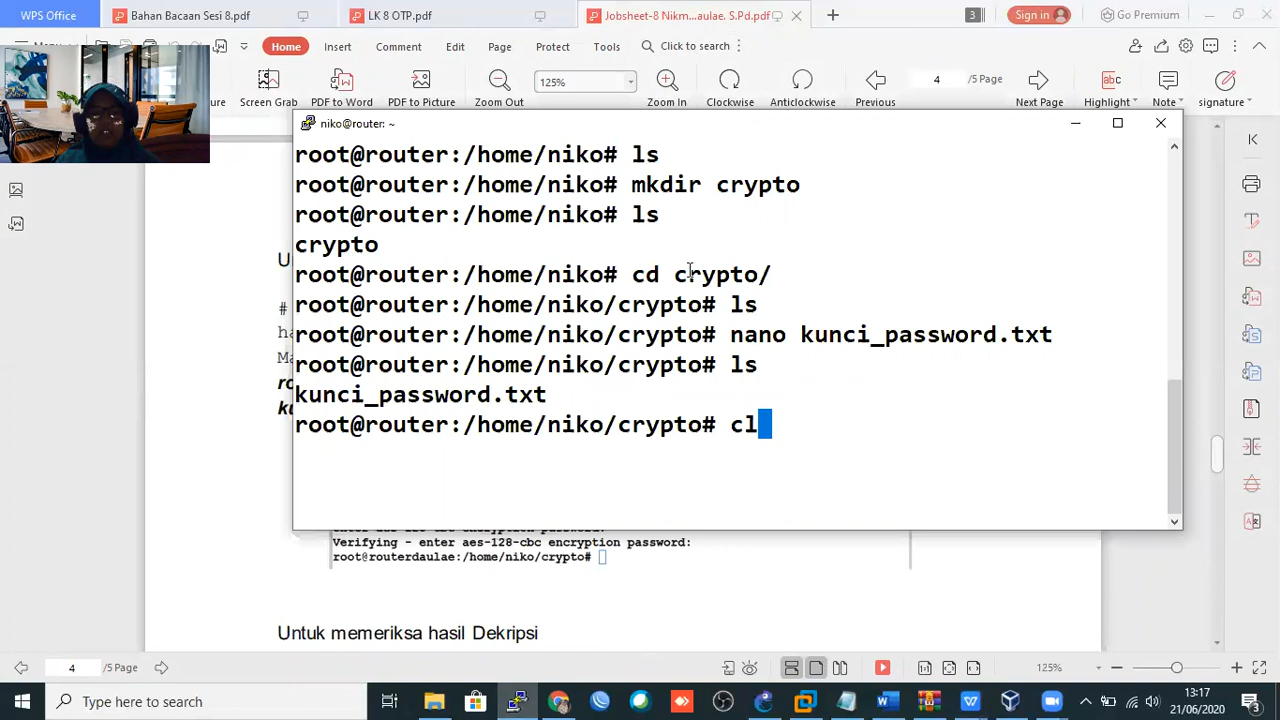 WPS Office
Bahan Bacaan Sesi 8.pdf
LK 8 OTP.pdf
Jobsheet-8 Nikm...aulae. S.Pd.pdf
3
Sign in
Go Premium
Home
Insert
Comment
Edit
Page
Protect
Tools
Click to search
Screen Grab
PDF to Word
PDF to Picture
125%
Zoom Out
Zoom In
Clockwise
Anticlockwise
Previous
4
/5 Page
Next Page
Highlight
Note
signature
niko@router: ~
root@router:/home/niko# ls
root@router:/home/niko# mkdir crypto
root@router:/home/niko# ls
crypto
root@router:/home/niko# cd crypto/
root@router:/home/niko/crypto# ls
root@router:/home/niko/crypto# nano kunci_password.txt
root@router:/home/niko/crypto# ls
kunci_password.txt
root@router:/home/niko/crypto# cl
Verifying - enter aes-128-cbc encryption password:
root@routerdaulae:/home/niko/crypto#
Untuk memeriksa hasil Dekripsi
4
/5 Page
125%
Type here to search
13:17
21/06/2020
3